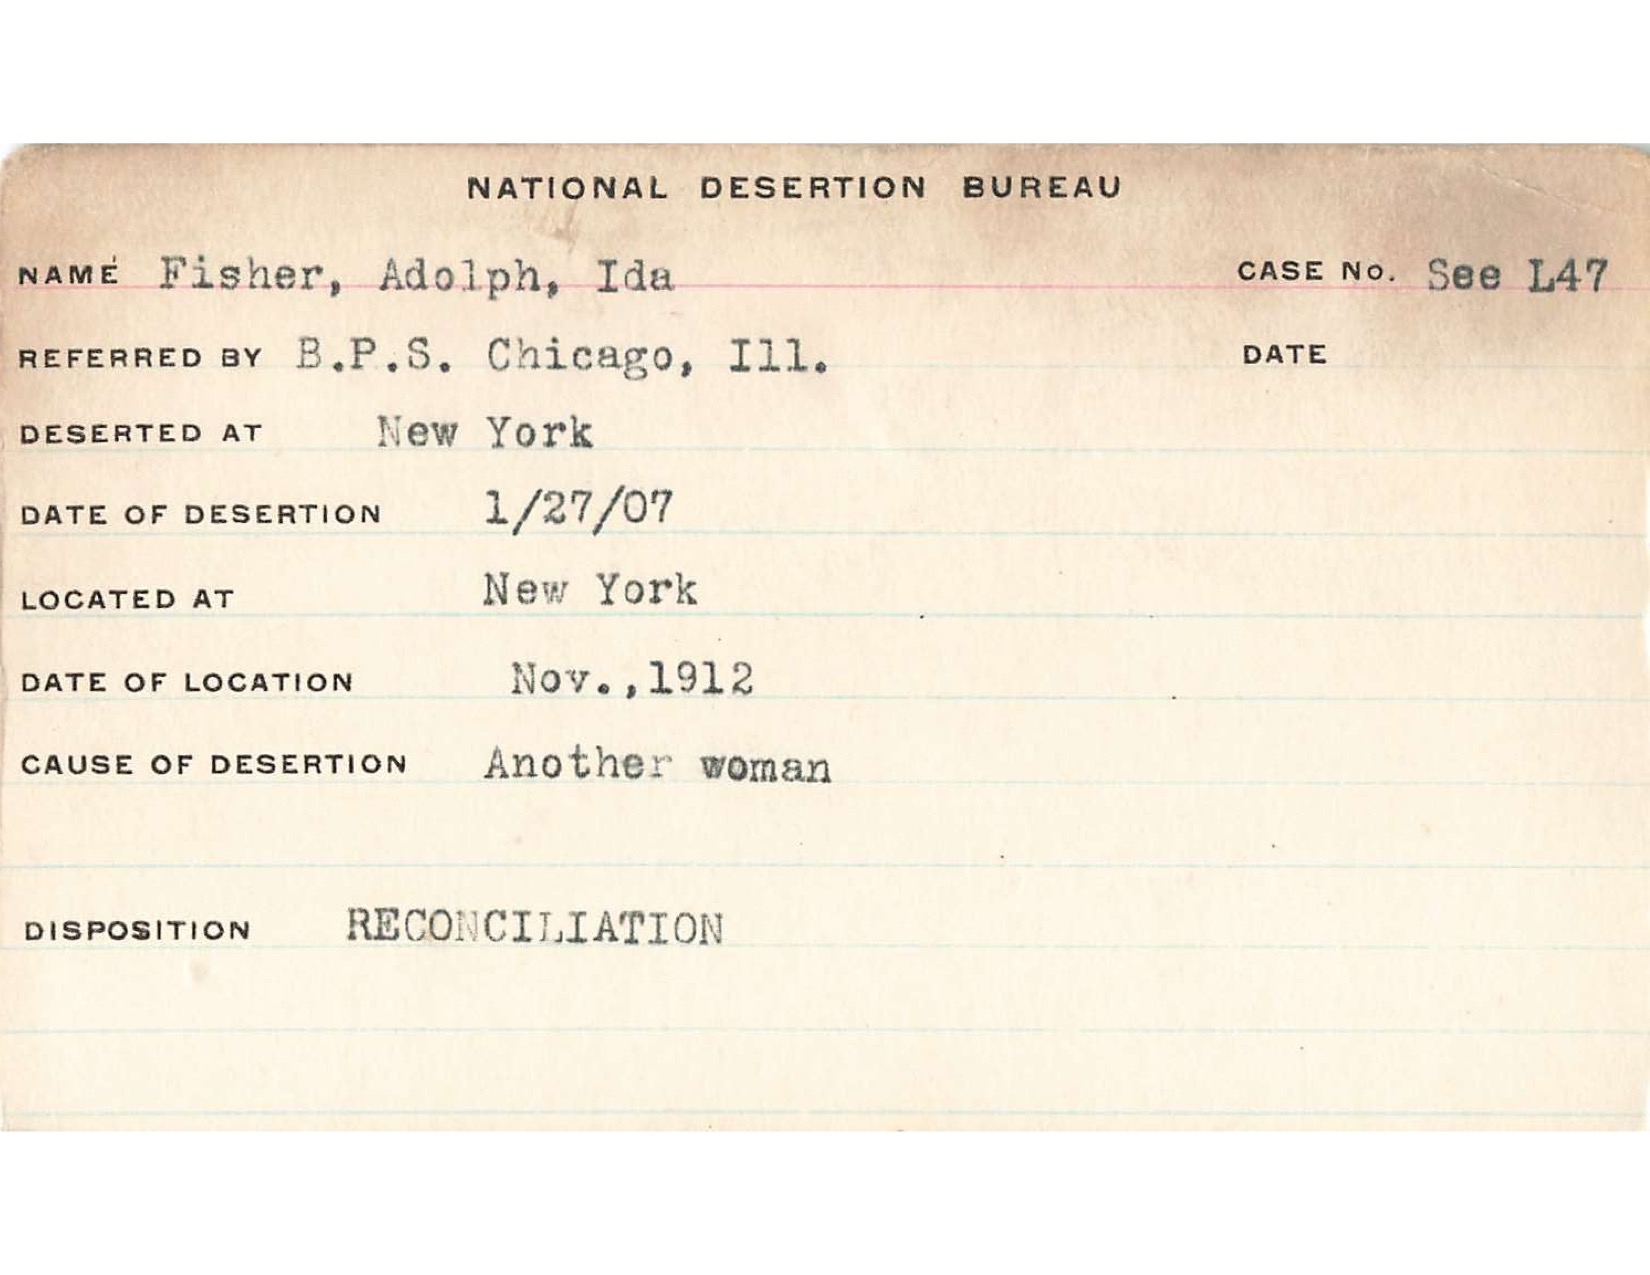 NATIONAL DESERTION BUREAU
NAME Fisher, Adolph, Ida CASE No. See L47
REFERRED BY B.P.S. Chicago, Ill. DATE
DESERTED AT New York
DATE OF DESERTION 1/27/07
LOCATED AT New York
DATE OF LOCATION Nov.,1912
CAUSE OF DESERTION Another woman
DISPOSITION RECONCILIATION